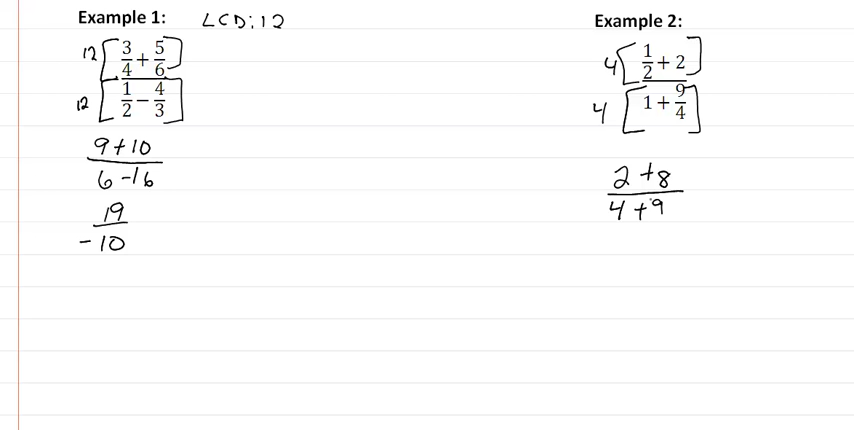 Example 1: LCD: 12
12 [ 3/4 + 5/6 ]
12 [ 1/2 − 4/3 ]
9 + 10
6 − 16
19
− 10
Example 2:
4 [ 1/2 + 2 ]
4 [ 1 + 9/4 ]
2 + 8
4 + 9